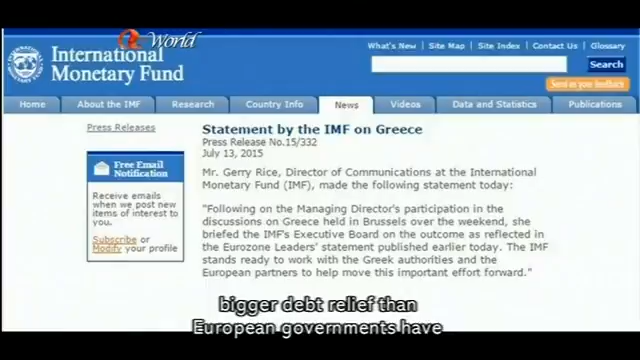 World
International
Monetary Fund
What's New | Site Map | Site Index | Contact Us | Glossary
Search
Send us your feedback
Home About the IMF Research Country Info News Videos Data and Statistics Publications
Press Releases
Free Email
Notification
Receive emails
when we post new
items of interest to
you.
Subscribe or
Modify your profile
Statement by the IMF on Greece
Press Release No.15/332
July 13, 2015
Mr. Gerry Rice, Director of Communications at the International
Monetary Fund (IMF), made the following statement today:
"Following on the Managing Director's participation in the
discussions on Greece held in Brussels over the weekend, she
briefed the IMF's Executive Board on the outcome as reflected in
the Eurozone Leaders' statement published earlier today. The IMF
stands ready to work with the Greek authorities and the
European partners to help move this important effort forward."
bigger debt relief than
European governments have